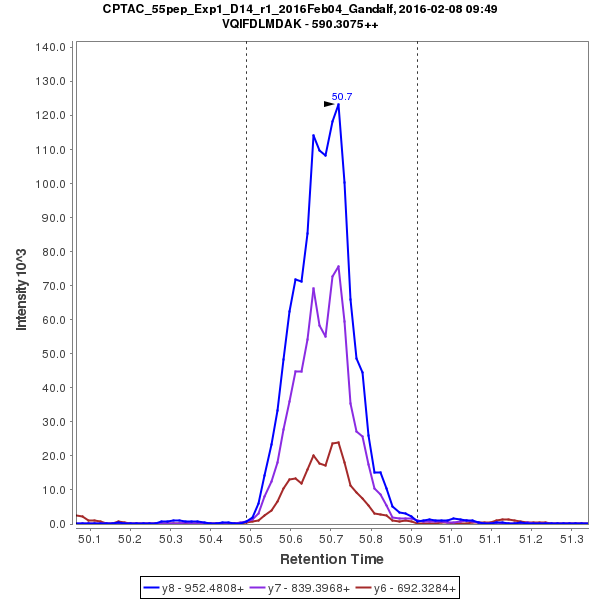 CPTAC_55pep_Exp1_D14_r1_2016Feb04_Gandalf, 2016-02-08 09:49
VQIFDLMDAK - 590.3075++
140.0
130.0
120.0
110.0
100.0
90.0
80.0
70.0
60.0
50.0
40.0
30.0
20.0
10.0
0.0
Intensity 10^3
50.7
50.1 50.2 50.3 50.4 50.5 50.6 50.7 50.8 50.9 51.0 51.1 51.2 51.3
Retention Time
y8 - 952.4808+ y7 - 839.3968+ y6 - 692.3284+